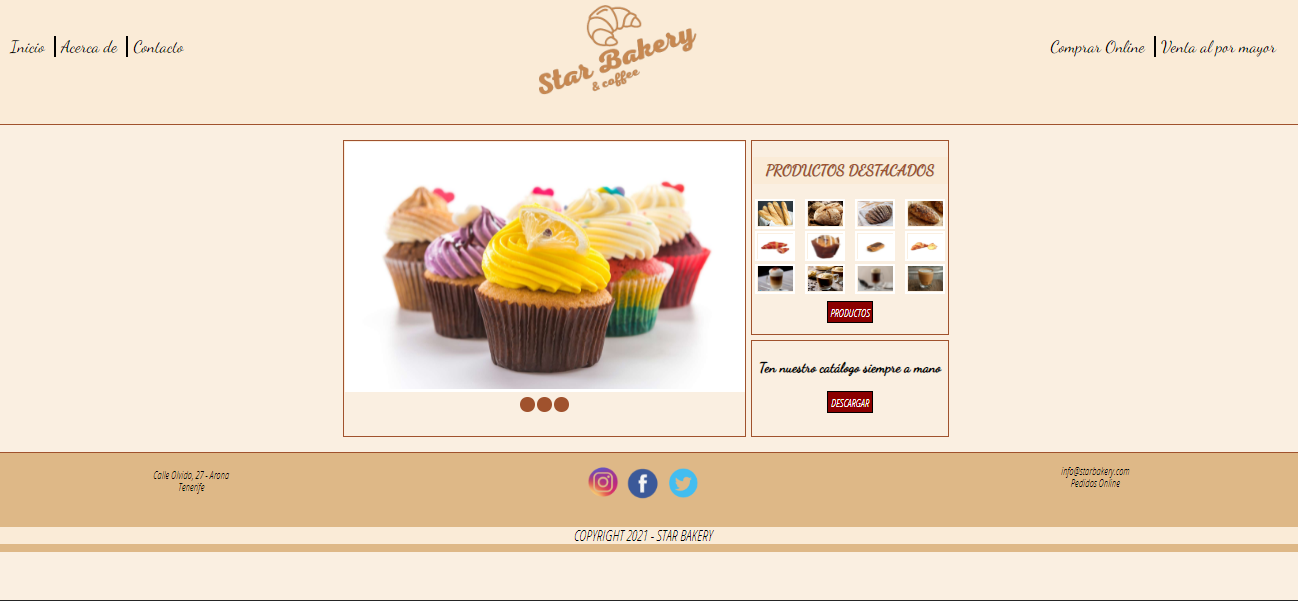 Inicio
Acerca de
Contacto
Star Bakery
& coffee
Comprar Online
Venta al por mayor
PRODUCTOS DESTACADOS
PRODUCTOS
Ten nuestro catálogo siempre a mano
DESCARGAR
Calle Olvido, 27 - Arona
Tenerife
info@starbakery.com
Pedidos Online
COPYRIGHT 2021 - STAR BAKERY